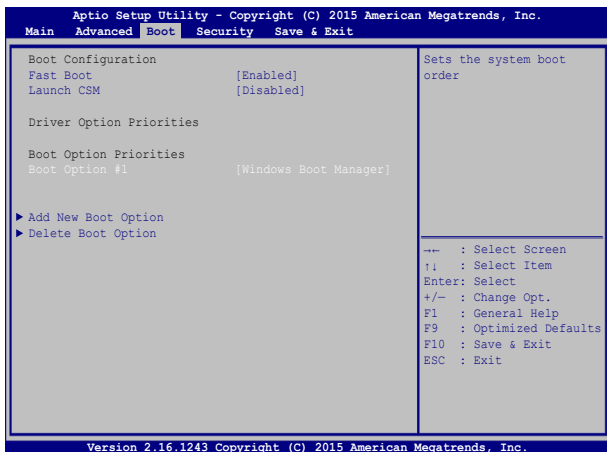 Aptio Setup Utility - Copyright (C) 2015 American Megatrends, Inc.
Main Advanced Boot Security Save & Exit
Boot Configuration
Fast Boot [Enabled]
Launch CSM [Disabled]
Driver Option Priorities
Boot Option Priorities
Boot Option #1 [Windows Boot Manager]
▶ Add New Boot Option
▶ Delete Boot Option
Sets the system boot
order
→← : Select Screen
↑↓ : Select Item
Enter: Select
+/— : Change Opt.
F1 : General Help
F9 : Optimized Defaults
F10 : Save & Exit
ESC : Exit
Version 2.16.1243 Copyright (C) 2015 American Megatrends, Inc.